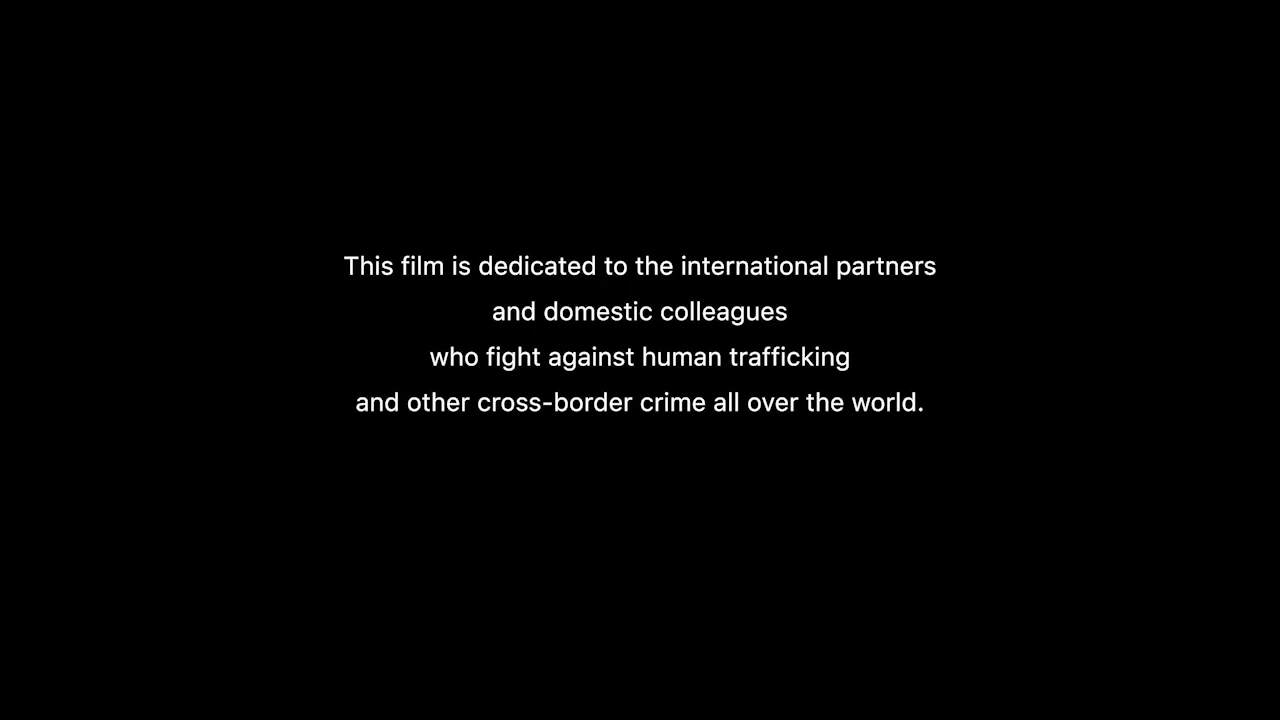 This film is dedicated to the international partners
and domestic colleagues
who fight against human trafficking
and other cross-border crime all over the world.